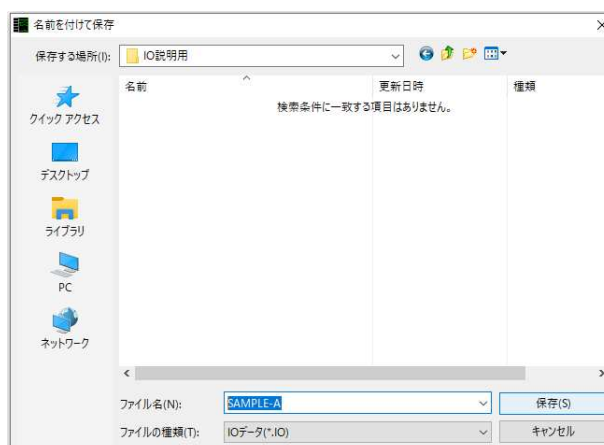 名前を付けて保存
保存する場所(I): IO説明用
名前 更新日時 種類
検索条件に一致する項目はありません。
クイック アクセス
デスクトップ
ライブラリ
PC
ネットワーク
ファイル名(N): SAMPLE-A 保存(S)
ファイルの種類(T): IOデータ(*.IO) キャンセル